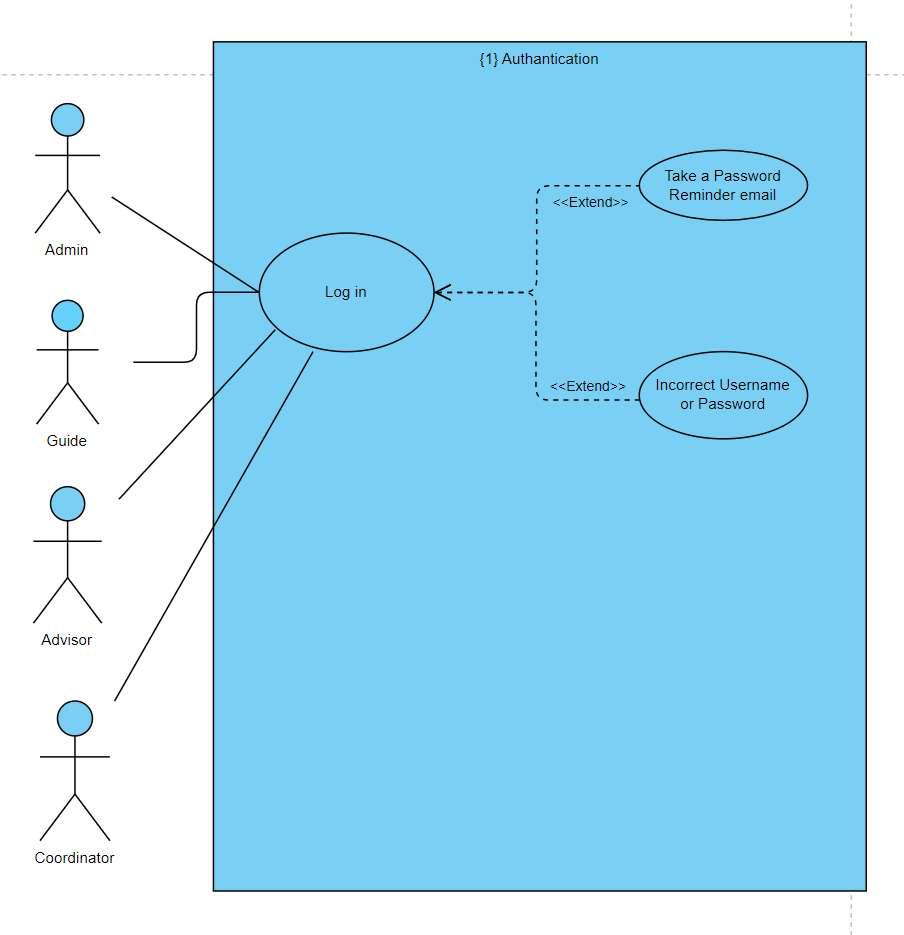 {1} Authantication
Admin
Take a Password
Reminder email
<<Extend>>
Log in
Guide
<<Extend>>
Incorrect Username
or Password
Advisor
Coordinator